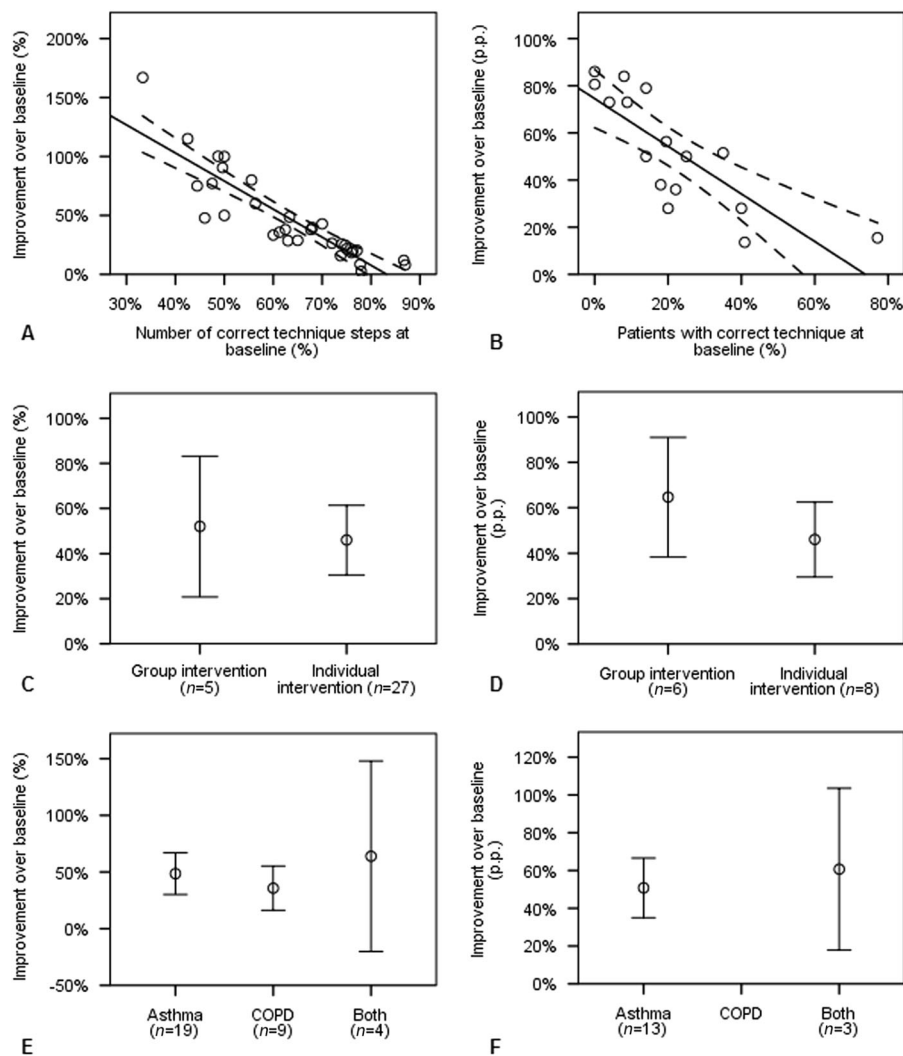 Improvement over baseline (%)
200%
150%
100%
50%
0%
30% 40% 50% 60% 70% 80% 90%
A
Number of correct technique steps at
baseline (%)
Improvement over baseline (p.p.)
100%
80%
60%
40%
20%
0%
0% 20% 40% 60% 80%
B
Patients with correct technique at
baseline (%)
Improvement over baseline (%)
100%
80%
60%
40%
20%
0%
Group intervention
(n=5)
Individual
intervention (n=27)
C
Improvement over baseline
(p.p.)
100%
80%
60%
40%
20%
0%
Group intervention
(n=6)
Individual
intervention (n=8)
D
Improvement over baseline (%)
150%
100%
50%
0%
-50%
Asthma
(n=19)
COPD
(n=9)
Both
(n=4)
E
Improvement over baseline
(p.p.)
120%
100%
80%
60%
40%
20%
0%
Asthma
(n=13)
COPD
Both
(n=3)
F